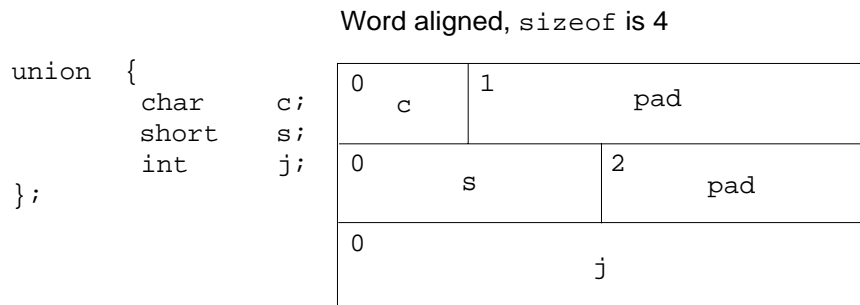 Word aligned, sizeof is 4
union {
char c;
short s;
int j;
};
0 c 1 pad
0 s 2 pad
0 j